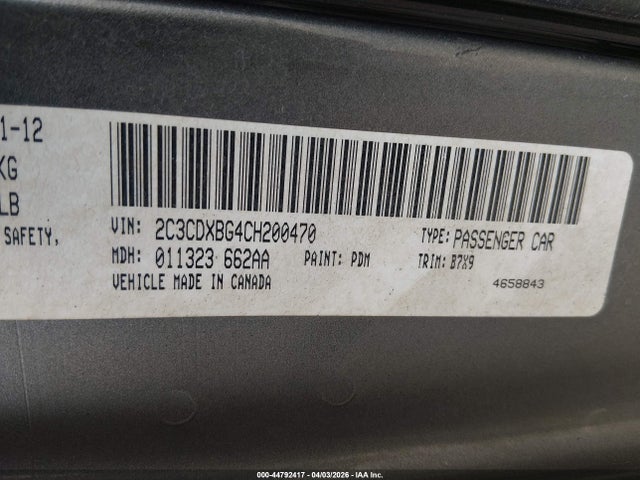 1-12
KG
LB
SAFETY,
VIN: 2C3CDXBG4CH200470 TYPE: PASSENGER CAR
MDH: 011323 662AA PAINT: PDM TRIM: B7X9
VEHICLE MADE IN CANADA 4658843
000-44792417 - 04/03/2026 - IAA Inc.